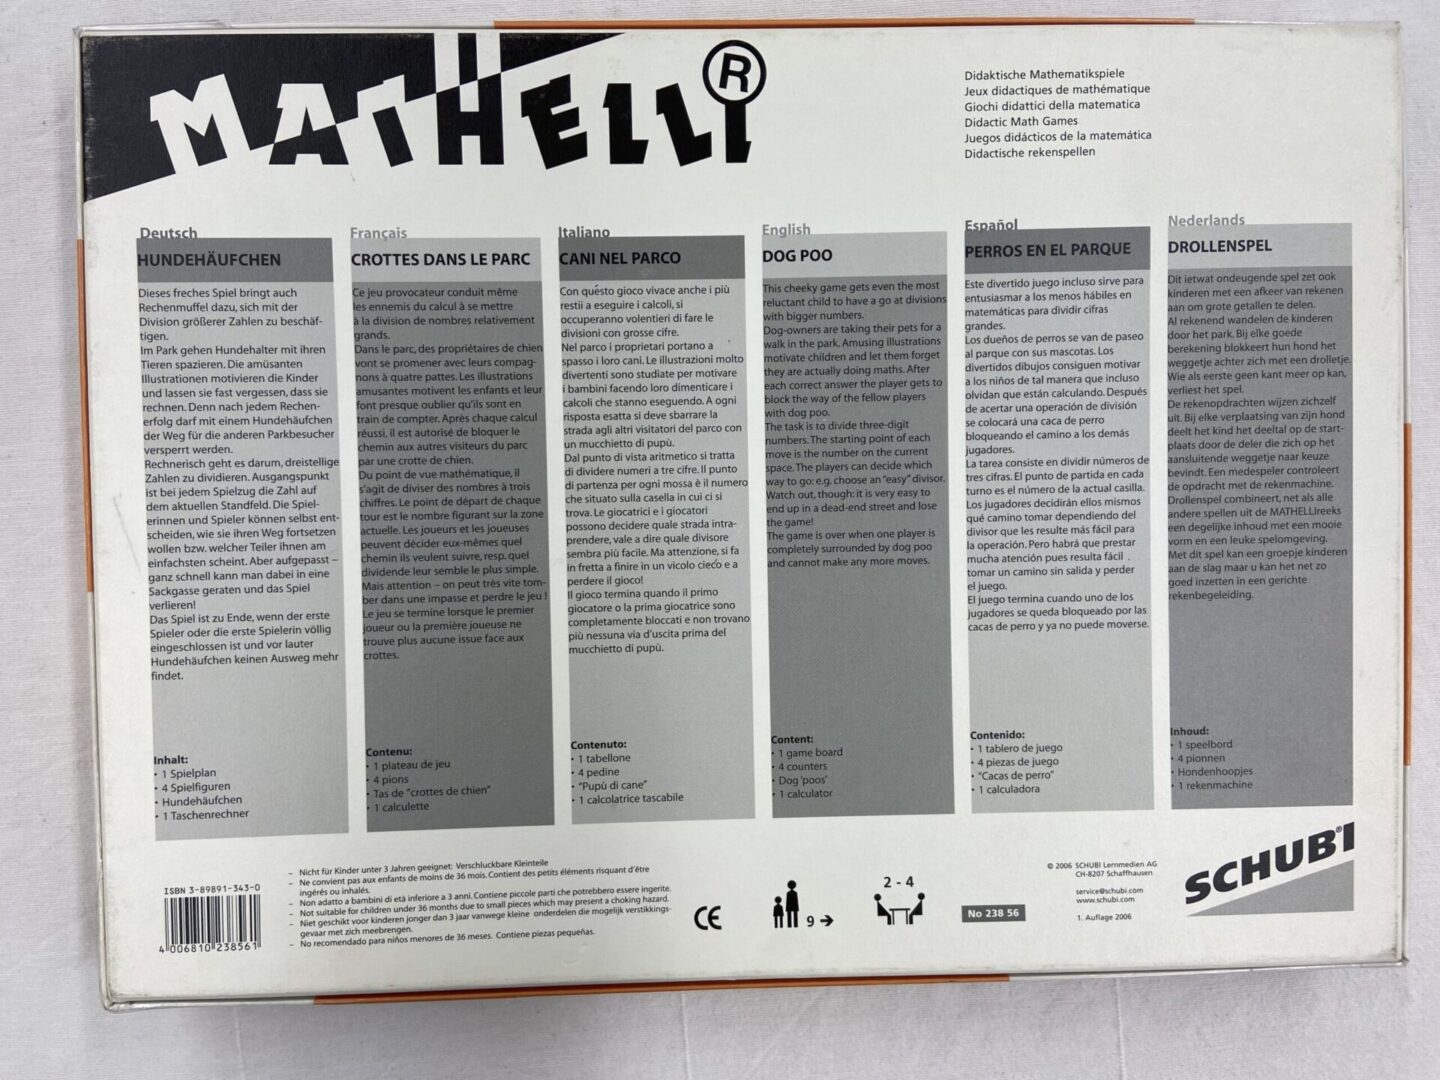 MATHELLI®
Didaktische Mathematikspiele
Jeux didactiques de mathématique
Giochi didattici della matematica
Didactic Math Games
Juegos didácticos de la matemática
Didactische rekenspellen
Deutsch
HUNDEHÄUFCHEN
Dieses freches Spiel bringt auch
Rechenmuffel dazu, sich mit der
Division größerer Zahlen zu beschäf-
tigen.
Im Park gehen Hundehalter mit ihren
Tieren spazieren. Die amüsanten
Illustrationen motivieren die Kinder
und lassen sie fast vergessen, dass sie
rechnen. Denn nach jedem Rechen-
erfolg darf mit einem Hundehäufchen
der Weg für die anderen Parkbesucher
versperrt werden.
Rechnerisch geht es darum, dreistellige
Zahlen zu dividieren. Ausgangspunkt
ist bei jedem Spielzug die Zahl auf
dem aktuellen Standfeld. Die Spiel-
erinnen und Spieler können selbst ent-
scheiden, wie sie ihren Weg fortsetzen
wollen bzw. welcher Teiler ihnen am
einfachsten scheint. Aber aufgepasst –
ganz schnell kann man dabei in eine
Sackgasse geraten und das Spiel
verlieren!
Das Spiel ist zu Ende, wenn der erste
Spieler oder die erste Spielerin völlig
eingeschlossen ist und vor lauter
Hundehäufchen keinen Ausweg mehr
findet.
Inhalt:
• 1 Spielplan
• 4 Spielfiguren
• Hundehäufchen
• 1 Taschenrechner
Français
CROTTES DANS LE PARC
Ce jeu provocateur conduit même
les ennemis du calcul à se mettre
à la division de nombres relativement
grands.
Dans le parc, des propriétaires de chien
vont se promener avec leurs compag-
nons à quatre pattes. Les illustrations
amusantes motivent les enfants et leur
font presque oublier qu'ils sont en
train de compter. Après chaque calcul
réussi, il est autorisé de bloquer le
chemin aux autres visiteurs du parc
par une crotte de chien.
Du point de vue mathématique, il
s'agit de diviser des nombres à trois
chiffres. Le point de départ de chaque
tour est le nombre figurant sur la zone
actuelle. Les joueurs et les joueuses
peuvent décider eux-mêmes quel
chemin ils veulent suivre, resp. quel
dividende leur semble le plus simple.
Mais attention – on peut très vite tom-
ber dans une impasse et perdre le jeu !
Le jeu se termine lorsque le premier
joueur ou la première joueuse ne
trouve plus aucune issue face aux
crottes.
Contenu:
• 1 plateau de jeu
• 4 pions
• Tas de "crottes de chien"
• 1 calculette
Italiano
CANI NEL PARCO
Con questo gioco vivace anche i più
restii a eseguire i calcoli, si
occuperanno volentieri di fare le
divisioni con grosse cifre.
Nel parco i proprietari portano a
spasso i loro cani. Le illustrazioni molto
divertenti sono studiate per motivare
i bambini facendo loro dimenticare i
calcoli che stanno eseguendo. A ogni
risposta esatta si deve sbarrare la
strada agli altri visitatori del parco con
un mucchietto di pupù.
Dal punto di vista aritmetico si tratta
di dividere numeri a tre cifre. Il punto
di partenza per ogni mossa è il numero
che situato sulla casella in cui ci si
trova. Le giocatrici e i giocatori
possono decidere quale strada intra-
prendere, vale a dire quale divisore
sembra più facile. Ma attenzione, si fa
in fretta a finire in un vicolo cieco e a
perdere il gioco!
Il gioco termina quando il primo
giocatore o la prima giocatrice sono
completamente bloccati e non trovano
più nessuna via d'uscita prima del
mucchietto di pupù.
Contenuto:
• 1 tabellone
• 4 pedine
• "Pupù di cane"
• 1 calcolatrice tascabile
English
DOG POO
This cheeky game gets even the most
reluctant child to have a go at divisions
with bigger numbers.
Dog-owners are taking their pets for a
walk in the park. Amusing illustrations
motivate children and let them forget
they are actually doing maths. After
each correct answer the player gets to
block the way of the fellow players
with dog poo.
The task is to divide three-digit
numbers. The starting point of each
move is the number on the current
space. The players can decide which
way to go: e.g. choose an "easy" divisor.
Watch out, though: it is very easy to
end up in a dead-end street and lose
the game!
The game is over when one player is
completely surrounded by dog poo
and cannot make any more moves.
Content:
• 1 game board
• 4 counters
• Dog 'poos'
• 1 calculator
Español
PERROS EN EL PARQUE
Este divertido juego incluso sirve para
entusiasmar a los menos hábiles en
matemáticas para dividir cifras
grandes.
Los dueños de perros se van de paseo
al parque con sus mascotas. Los
divertidos dibujos consiguen motivar
a los niños de tal manera que incluso
olvidan que están calculando. Después
de acertar una operación de división
se colocará una caca de perro
bloqueando el camino a los demás
jugadores.
La tarea consiste en dividir números de
tres cifras. El punto de partida en cada
turno es el número de la actual casilla.
Los jugadores decidirán ellos mismos
qué camino tomar dependiendo del
divisor que les resulte más fácil para
la operación. Pero habrá que prestar
mucha atención pues resulta fácil
tomar un camino sin salida y perder
el juego.
El juego termina cuando uno de los
jugadores se queda bloqueado por las
cacas de perro y ya no puede moverse.
Contenido:
• 1 tablero de juego
• 4 piezas de juego
• "Cacas de perro"
• 1 calculadora
Nederlands
DROLLENSPEL
Dit ietwat ondeugende spel zet ook
kinderen met een afkeer van rekenen
aan om grote getallen te delen.
Al rekenend wandelen de kinderen
door het park. Bij elke goede
berekening blokkeert hun hond het
weggetje achter zich met een drolletje.
Wie als eerste geen kant meer op kan,
verliest het spel.
De rekenopdrachten wijzen zichzelf
uit. Bij elke verplaatsing van zijn hond
deelt het kind het deeltal op de start-
plaats door de deler die zich op het
aansluitende weggetje naar keuze
bevindt. Een medespeler controleert
de opdracht met de rekenmachine.
Drollenspel combineert, net als alle
andere spellen uit de MATHELLIreeks
een degelijke inhoud met een mooie
vorm en een leuke spelomgeving.
Met dit spel kan een groepje kinderen
aan de slag maar u kan het net zo
goed inzetten in een gerichte
rekenbegeleiding.
Inhoud:
• 1 speelbord
• 4 pionnen
• Hondenhoopjes
• 1 rekenmachine
ISBN 3-89891-343-0
4 006810 238561
– Nicht für Kinder unter 3 Jahren geeignet: Verschluckbare Kleinteile
– Ne convient pas aux enfants de moins de 36 mois. Contient des petits éléments risquant d'être
ingérés ou inhalés.
– Non adatto a bambini di età inferiore a 3 anni. Contiene piccole parti che potrebbero essere ingerite.
– Not suitable for children under 36 months due to small pieces which may present a choking hazard.
– Niet geschikt voor kinderen jonger dan 3 jaar vanwege kleine onderdelen die mogelijk verstikkings-
gevaar met zich meebrengen.
– No recomendado para niños menores de 36 meses. Contiene piezas pequeñas.
CE
9 →
2 - 4
No 238 56
© 2006 SCHUBI Lernmedien AG
CH-8207 Schaffhausen
service@schubi.com
www.schubi.com
1. Auflage 2006
SCHUBI®